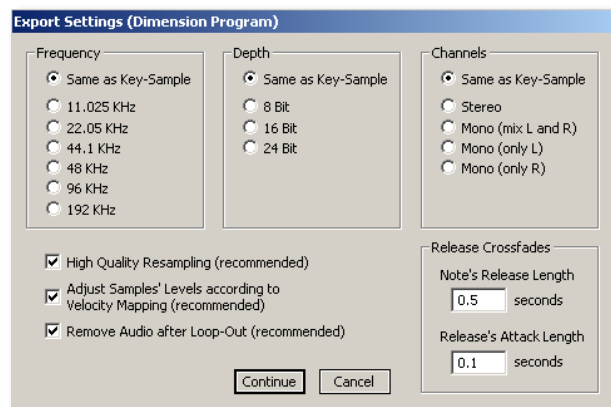 Export Settings (Dimension Program)
Frequency
Same as Key-Sample
11.025 KHz
22.05 KHz
44.1 KHz
48 KHz
96 KHz
192 KHz
Depth
Same as Key-Sample
8 Bit
16 Bit
24 Bit
Channels
Same as Key-Sample
Stereo
Mono (mix L and R)
Mono (only L)
Mono (only R)
High Quality Resampling (recommended)
Adjust Samples' Levels according to
Velocity Mapping (recommended)
Remove Audio after Loop-Out (recommended)
Release Crossfades
Note's Release Length
0.5 seconds
Release's Attack Length
0.1 seconds
Continue Cancel